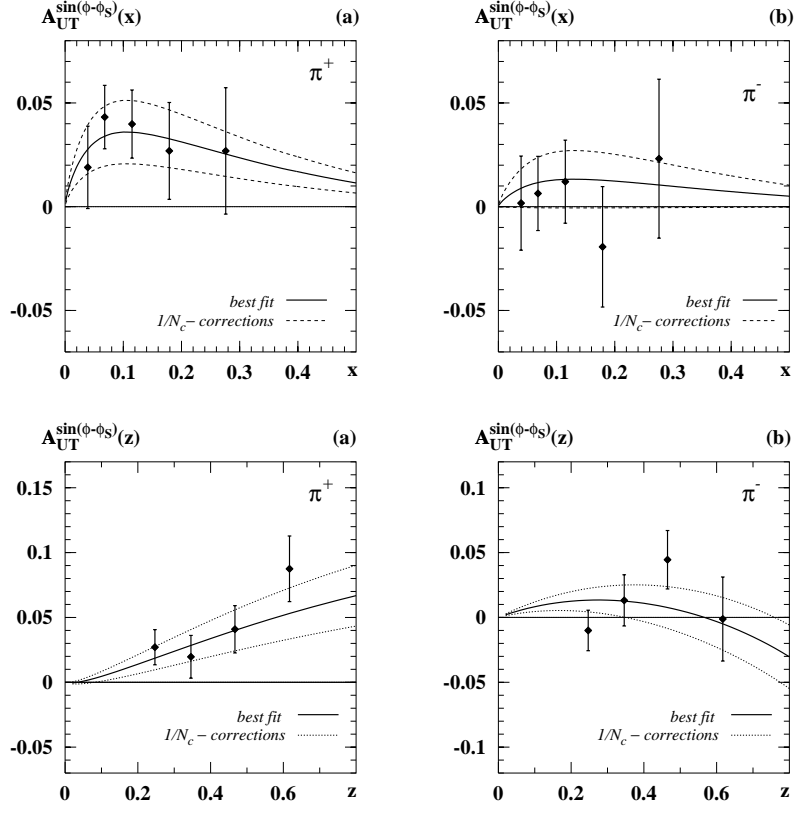 A_UT^sin(ϕ-ϕ_S)(x) (a)
π⁺
0.05
0
-0.05
best fit
1/N_c – corrections
0 0.1 0.2 0.3 0.4 x
A_UT^sin(ϕ-ϕ_S)(x) (b)
π⁻
0.05
0
-0.05
best fit
1/N_c – corrections
0 0.1 0.2 0.3 0.4 x
A_UT^sin(ϕ-ϕ_S)(z) (a)
π⁺
0.15
0.1
0.05
0
-0.05
best fit
1/N_c – corrections
0 0.2 0.4 0.6 z
A_UT^sin(ϕ-ϕ_S)(z) (b)
π⁻
0.1
0.05
0
-0.05
-0.1
best fit
1/N_c – corrections
0 0.2 0.4 0.6 z